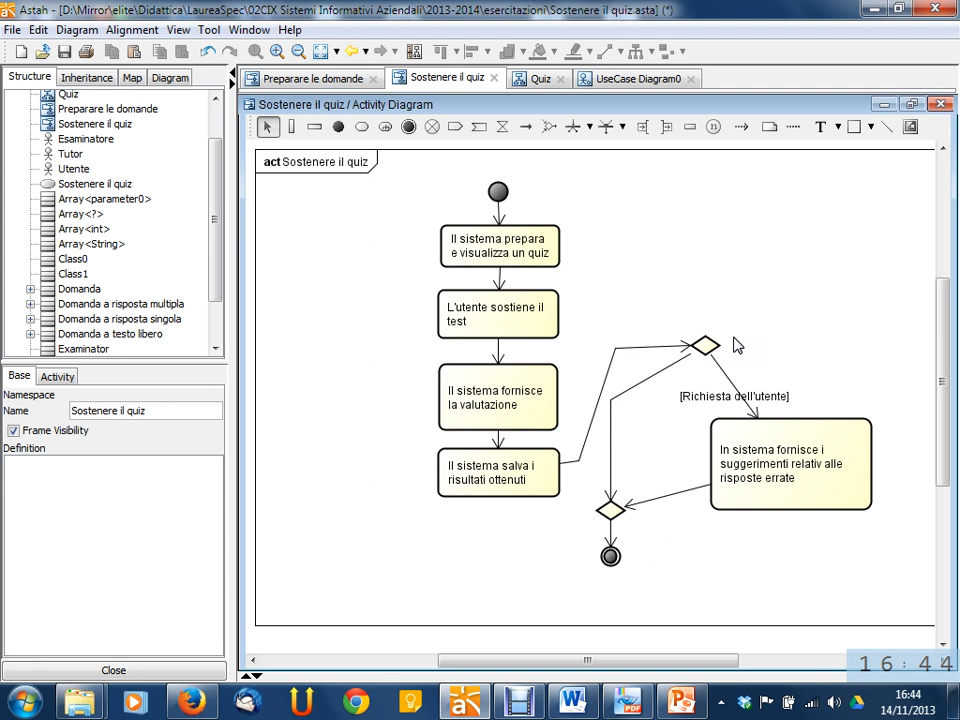 Astah - [D:\Mirror\elite\Didattica\LaureaSpec\02CIX Sistemi Informativi Aziendali\2013-2014\esercitazioni\Sostenere il quiz.asta] (*)
File Edit Diagram Alignment View Tool Window Help
Structure Inheritance Map Diagram
Preparare le domande Sostenere il quiz Quiz UseCase Diagram0
Quiz
Preparare le domande
Sostenere il quiz
Esaminatore
Tutor
Utente
Sostenere il quiz
Array<parameter0>
Array<?>
Array<int>
Array<String>
Class0
Class1
Domanda
Domanda a risposta multipla
Domanda a risposta singola
Domanda a testo libero
Examinator
Base Activity
Namespace
Name Sostenere il quiz
Frame Visibility
Definition
Close
Sostenere il quiz / Activity Diagram
T
act Sostenere il quiz
Il sistema prepara
e visualizza un quiz
L'utente sostiene il
test
Il sistema fornisce
la valutazione
Il sistema salva i
risultati ottenuti
[Richiesta dell'utente]
In sistema fornisce i
suggerimenti relativ alle
risposte errate
16:44
16:44
14/11/2013